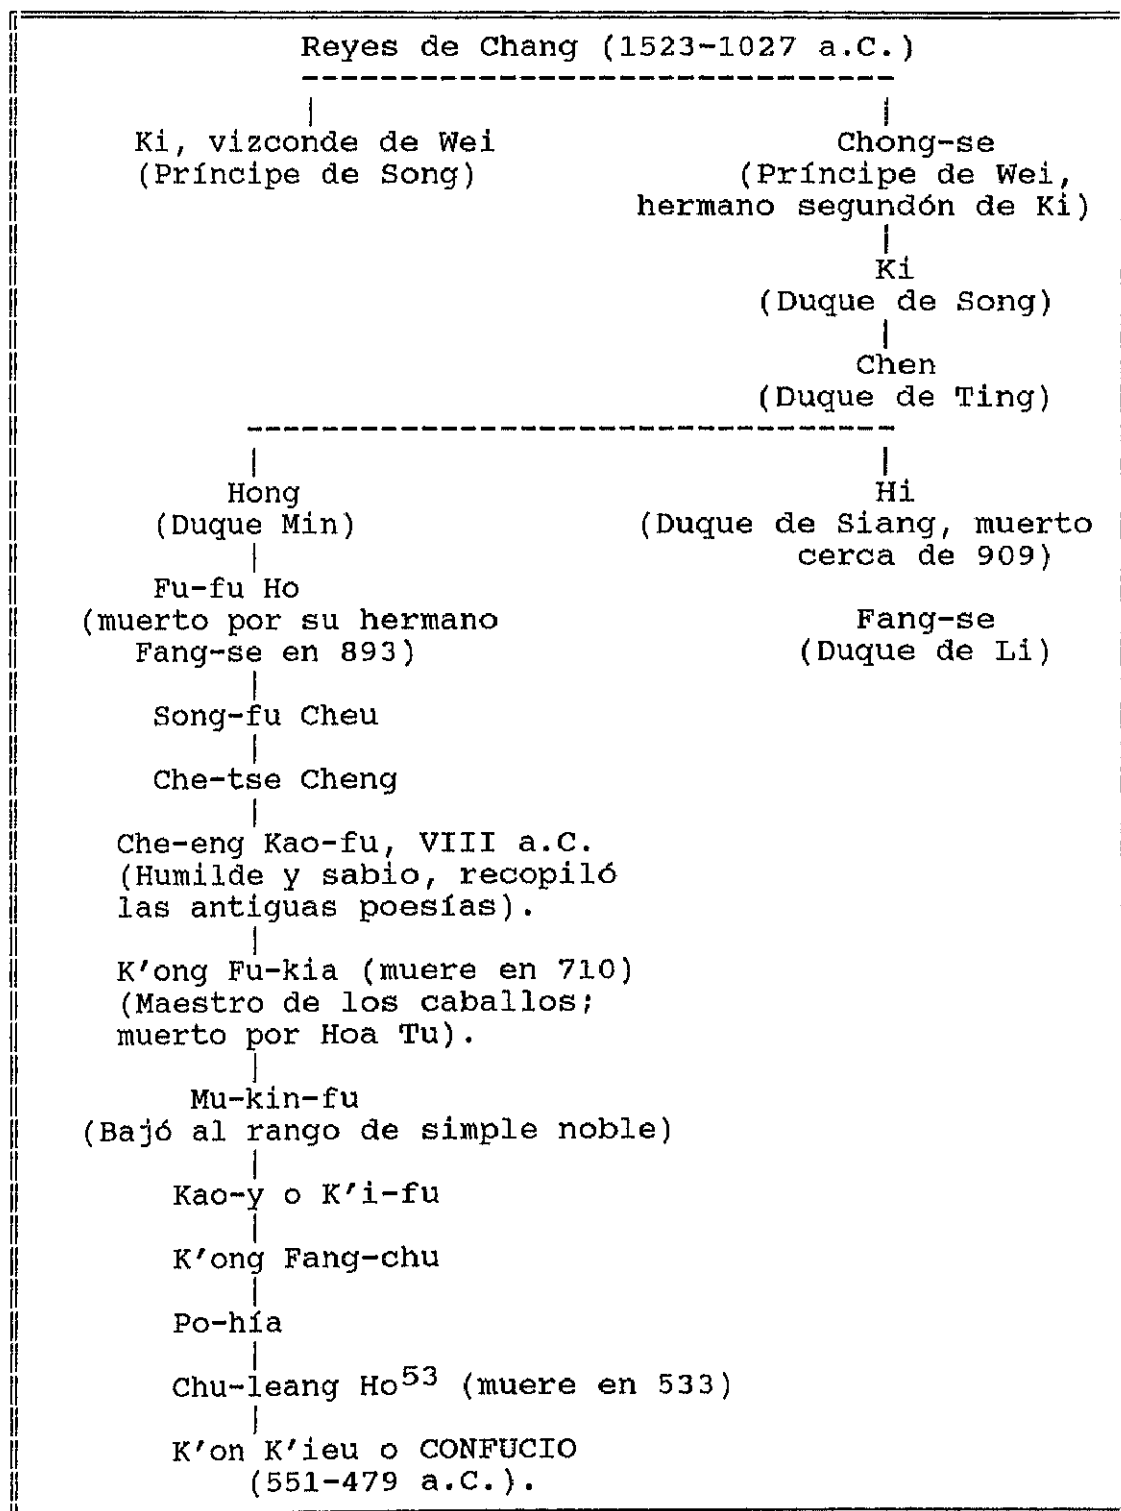 Reyes de Chang (1523-1027 a.C.)
Ki, vizconde de Wei
(Príncipe de Song)
Chong-se
(Príncipe de Wei,
hermano segundón de Ki)
Ki
(Duque de Song)
Chen
(Duque de Ting)
Hong
(Duque Min)
Hi
(Duque de Siang, muerto
cerca de 909)
Fu-fu Ho
(muerto por su hermano
Fang-se en 893)
Fang-se
(Duque de Li)
Song-fu Cheu
Che-tse Cheng
Che-eng Kao-fu, VIII a.C.
(Humilde y sabio, recopiló
las antiguas poesías).
K'ong Fu-kia (muere en 710)
(Maestro de los caballos;
muerto por Hoa Tu).
Mu-kin-fu
(Bajó al rango de simple noble)
Kao-y o K'i-fu
K'ong Fang-chu
Po-hía
Chu-leang Ho53 (muere en 533)
K'on K'ieu o CONFUCIO
(551-479 a.C.).